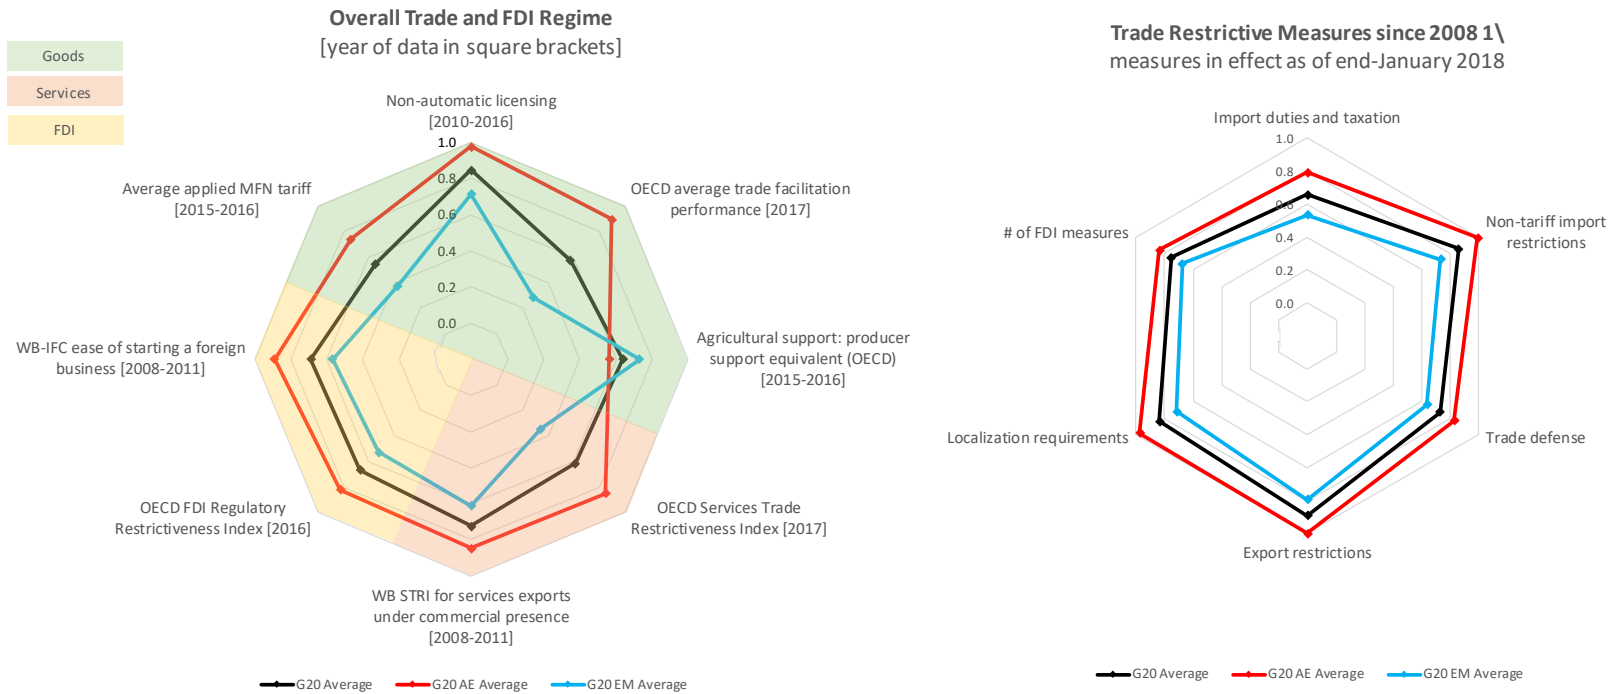 Overall Trade and FDI Regime
[year of data in square brackets]
Goods
Services
FDI
Non-automatic licensing
[2010-2016]
1.0
0.8
0.6
0.4
0.2
0.0
OECD average trade facilitation
performance [2017]
Agricultural support: producer
support equivalent (OECD)
[2015-2016]
OECD Services Trade
Restrictiveness Index [2017]
WB STRI for services exports
under commercial presence
[2008-2011]
OECD FDI Regulatory
Restrictiveness Index [2016]
WB-IFC ease of starting a foreign
business [2008-2011]
Average applied MFN tariff
[2015-2016]
G20 Average
G20 AE Average
G20 EM Average
Trade Restrictive Measures since 2008 1\
measures in effect as of end-January 2018
Import duties and taxation
1.0
0.8
0.6
0.4
0.2
0.0
Non-tariff import
restrictions
Trade defense
Export restrictions
Localization requirements
# of FDI measures
G20 Average
G20 AE Average
G20 EM Average